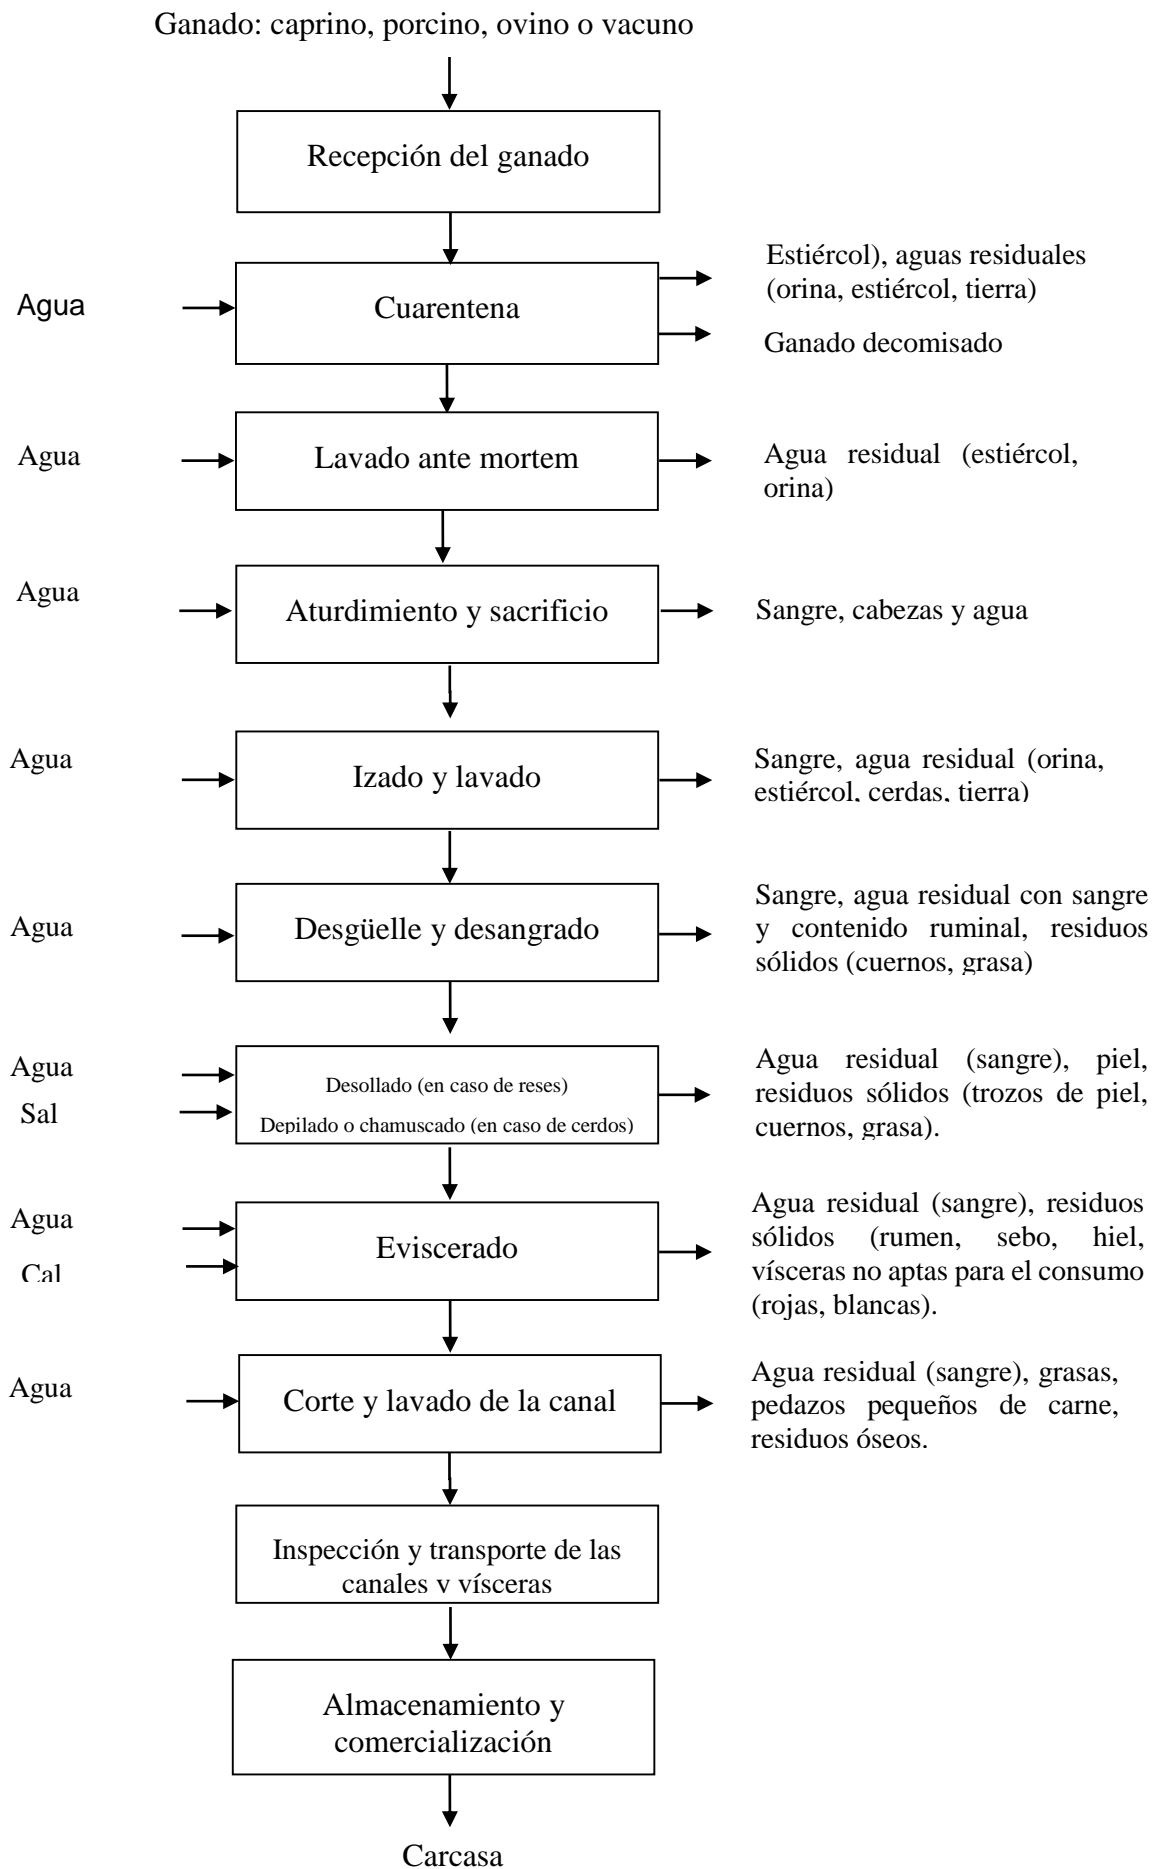 Ganado: caprino, porcino, ovino o vacuno
Recepción del ganado
Agua
Cuarentena
Estiércol), aguas residuales
(orina, estiércol, tierra)
Ganado decomisado
Agua
Lavado ante mortem
Agua residual (estiércol,
orina)
Agua
Aturdimiento y sacrificio
Sangre, cabezas y agua
Agua
Izado y lavado
Sangre, agua residual (orina,
estiércol, cerdas, tierra)
Agua
Desgüelle y desangrado
Sangre, agua residual con sangre
y contenido ruminal, residuos
sólidos (cuernos, grasa)
Agua
Sal
Desollado (en caso de reses)
Depilado o chamuscado (en caso de cerdos)
Agua residual (sangre), piel,
residuos sólidos (trozos de piel,
cuernos, grasa).
Agua
Cal
Eviscerado
Agua residual (sangre), residuos
sólidos (rumen, sebo, hiel,
vísceras no aptas para el consumo
(rojas, blancas).
Agua
Corte y lavado de la canal
Agua residual (sangre), grasas,
pedazos pequeños de carne,
residuos óseos.
Inspección y transporte de las
canales y vísceras
Almacenamiento y
comercialización
Carcasa